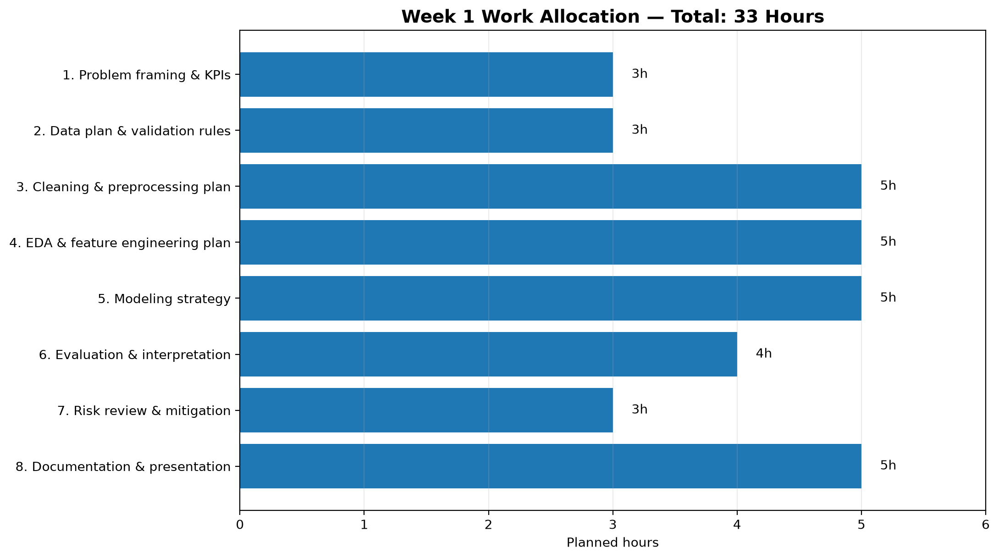 Week 1 Work Allocation — Total: 33 Hours
1. Problem framing & KPIs
3h
2. Data plan & validation rules
3h
3. Cleaning & preprocessing plan
5h
4. EDA & feature engineering plan
5h
5. Modeling strategy
5h
6. Evaluation & interpretation
4h
7. Risk review & mitigation
3h
8. Documentation & presentation
5h
0 1 2 3 4 5 6
Planned hours